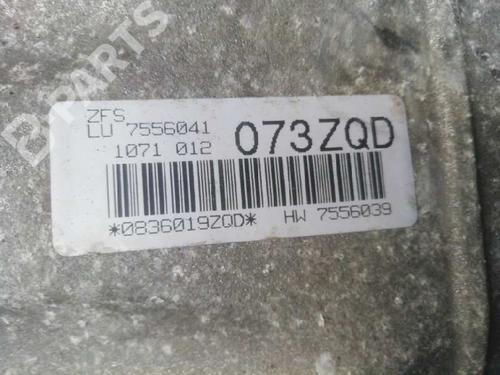 B-PARTS
ZFS
LU 7556041
1071 012 073ZQD
*0836019ZQD* HW 7556039